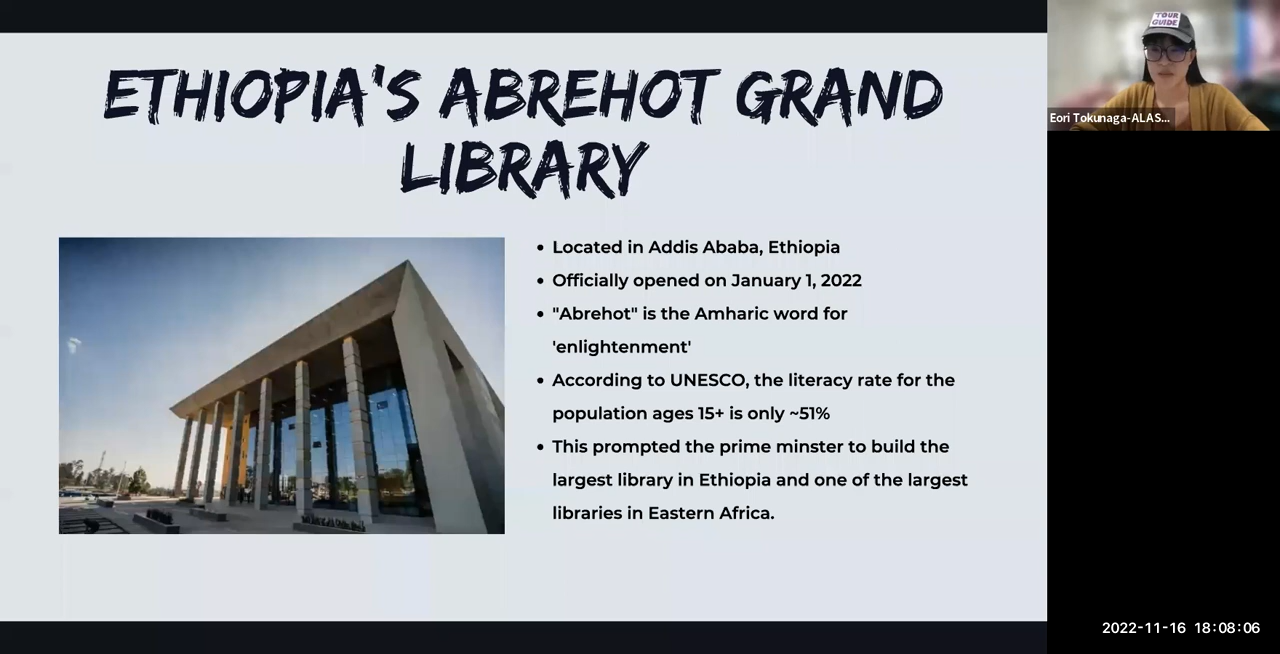 ETHIOPIA'S ABREHOT GRAND
LIBRARY
• Located in Addis Ababa, Ethiopia
• Officially opened on January 1, 2022
• "Abrehot" is the Amharic word for
'enlightenment'
• According to UNESCO, the literacy rate for the
population ages 15+ is only ~51%
• This prompted the prime minster to build the
largest library in Ethiopia and one of the largest
libraries in Eastern Africa.
TOUR
GUIDE
Eori Tokunaga-ALAS...
2022-11-16 18:08:06